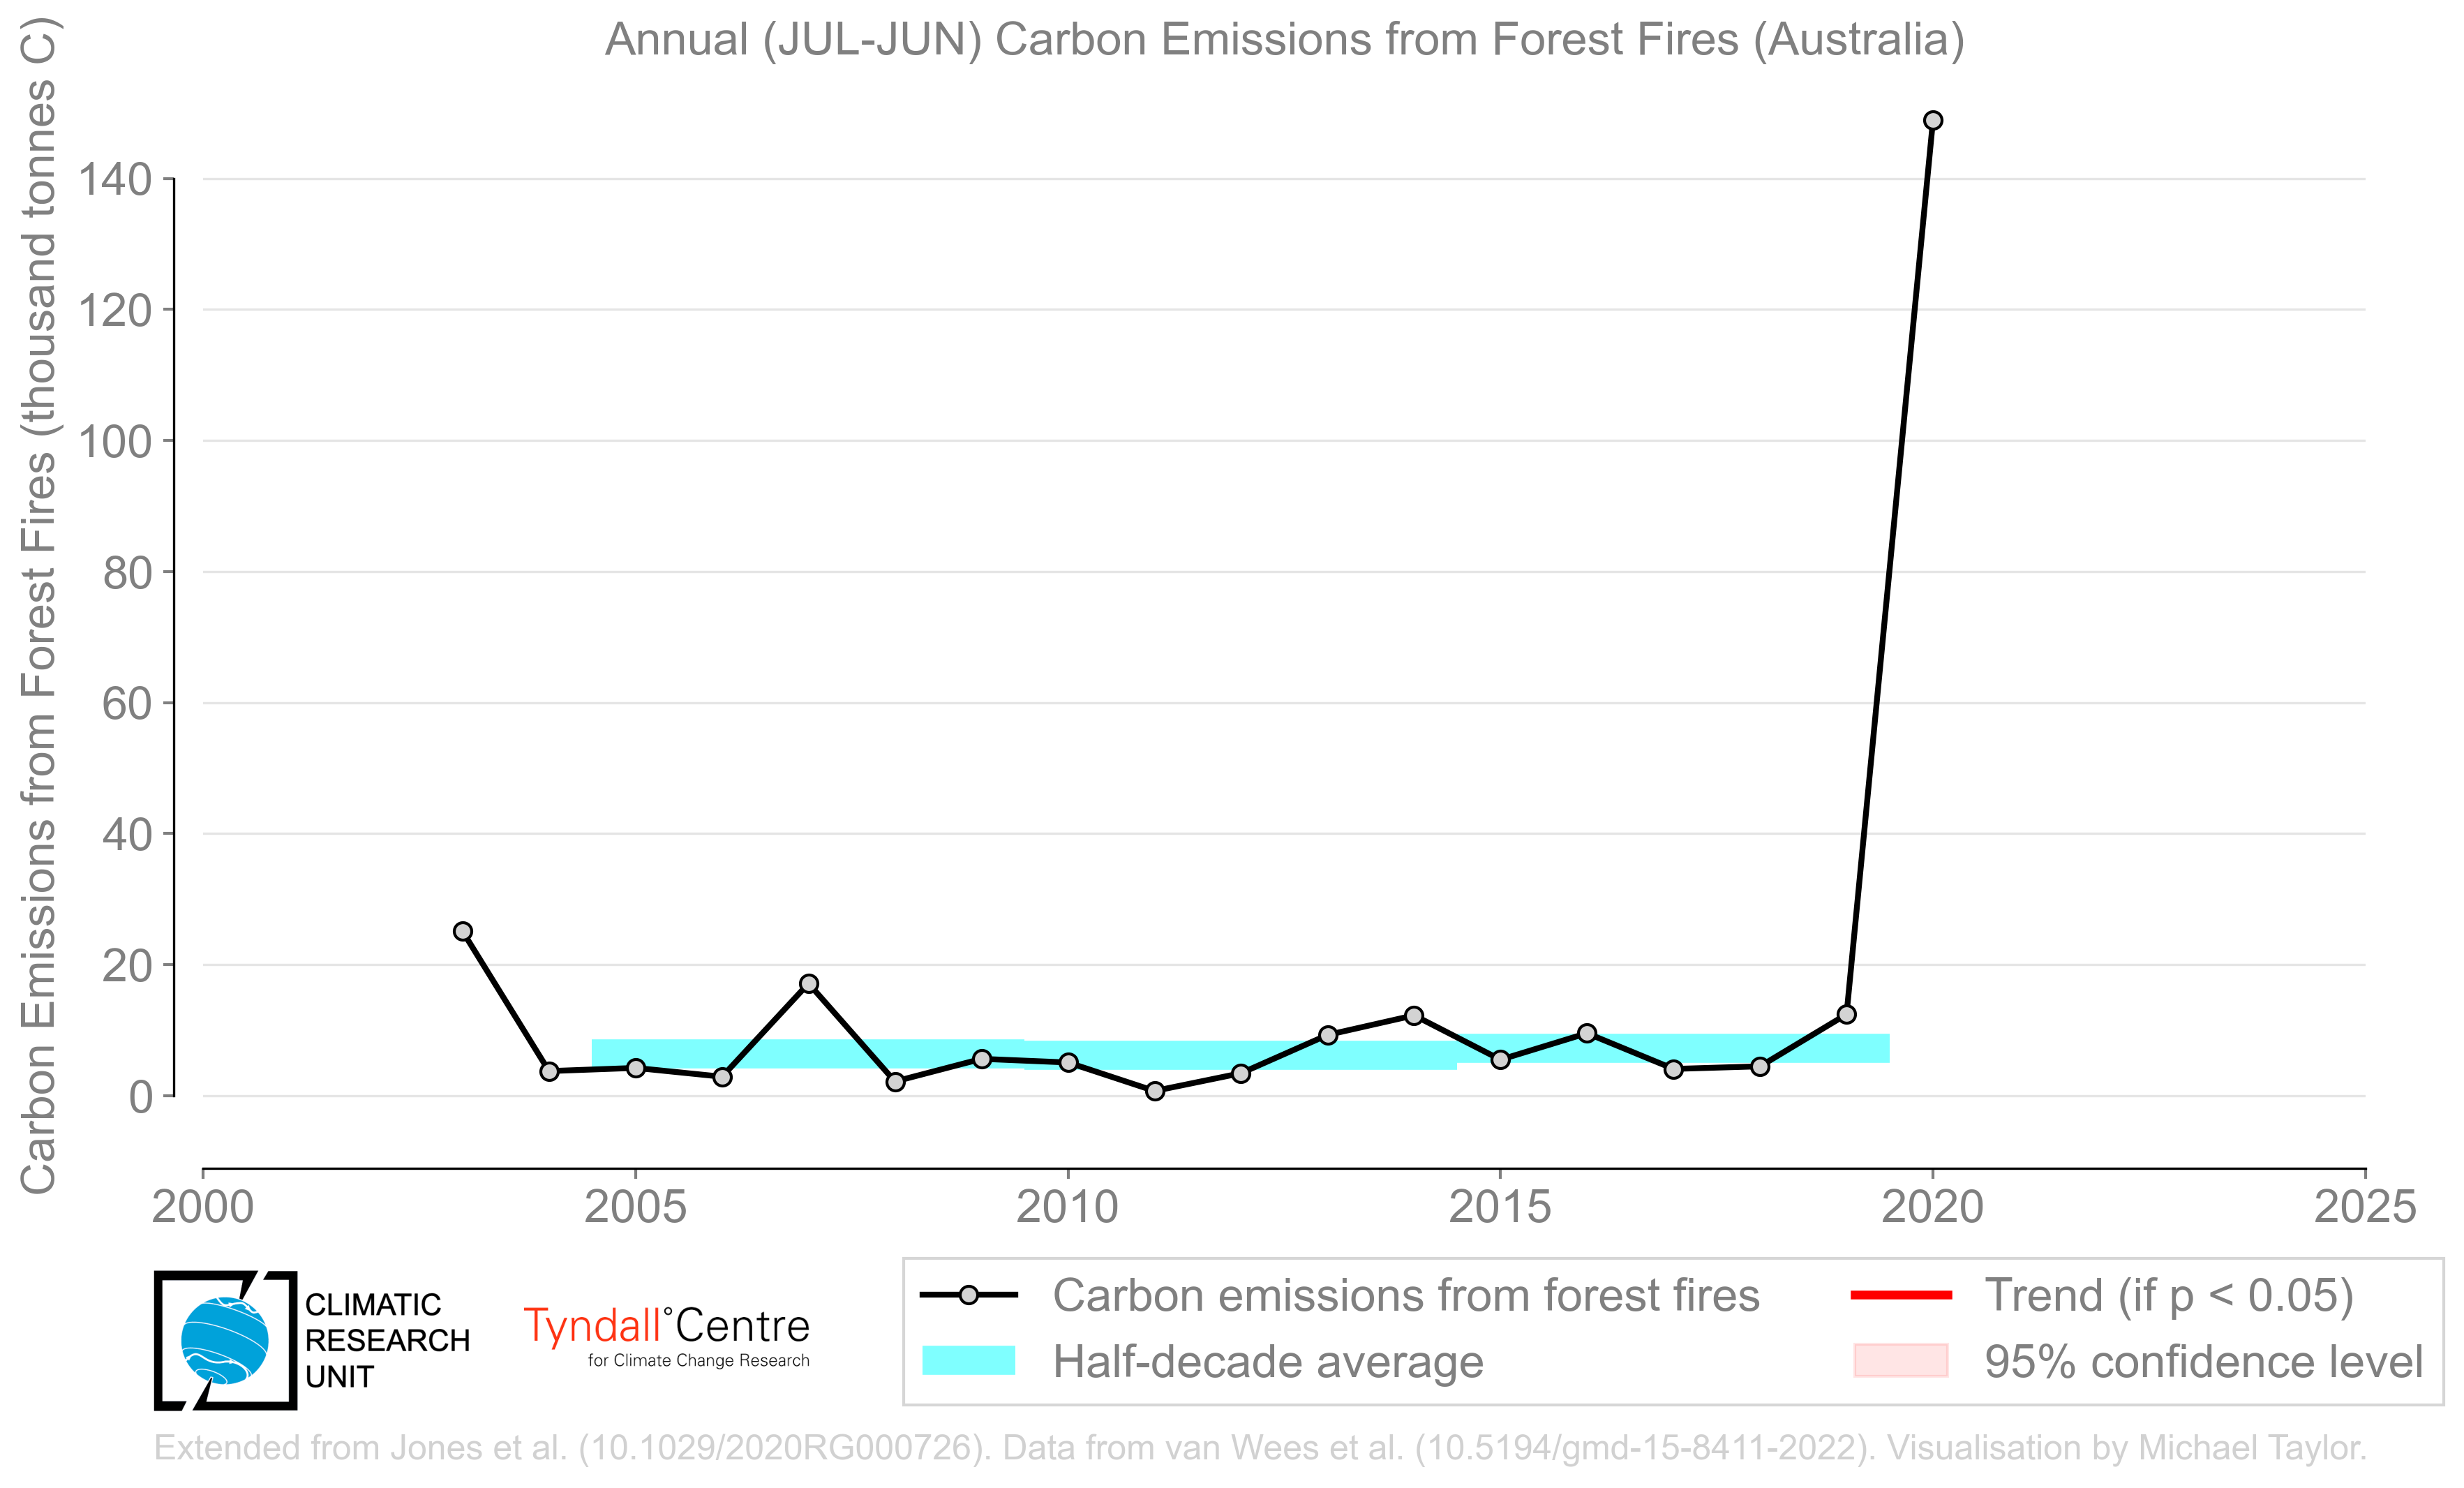 Annual (JUL-JUN) Carbon Emissions from Forest Fires (Australia)
Carbon Emissions from Forest Fires (thousand tonnes C)
140
120
100
80
60
40
20
0
2000 2005 2010 2015 2020 2025
CLIMATIC
RESEARCH
UNIT
Tyndall°Centre
for Climate Change Research
Carbon emissions from forest fires
Half-decade average
Trend (if p < 0.05)
95% confidence level
Extended from Jones et al. (10.1029/2020RG000726). Data from van Wees et al. (10.5194/gmd-15-8411-2022). Visualisation by Michael Taylor.